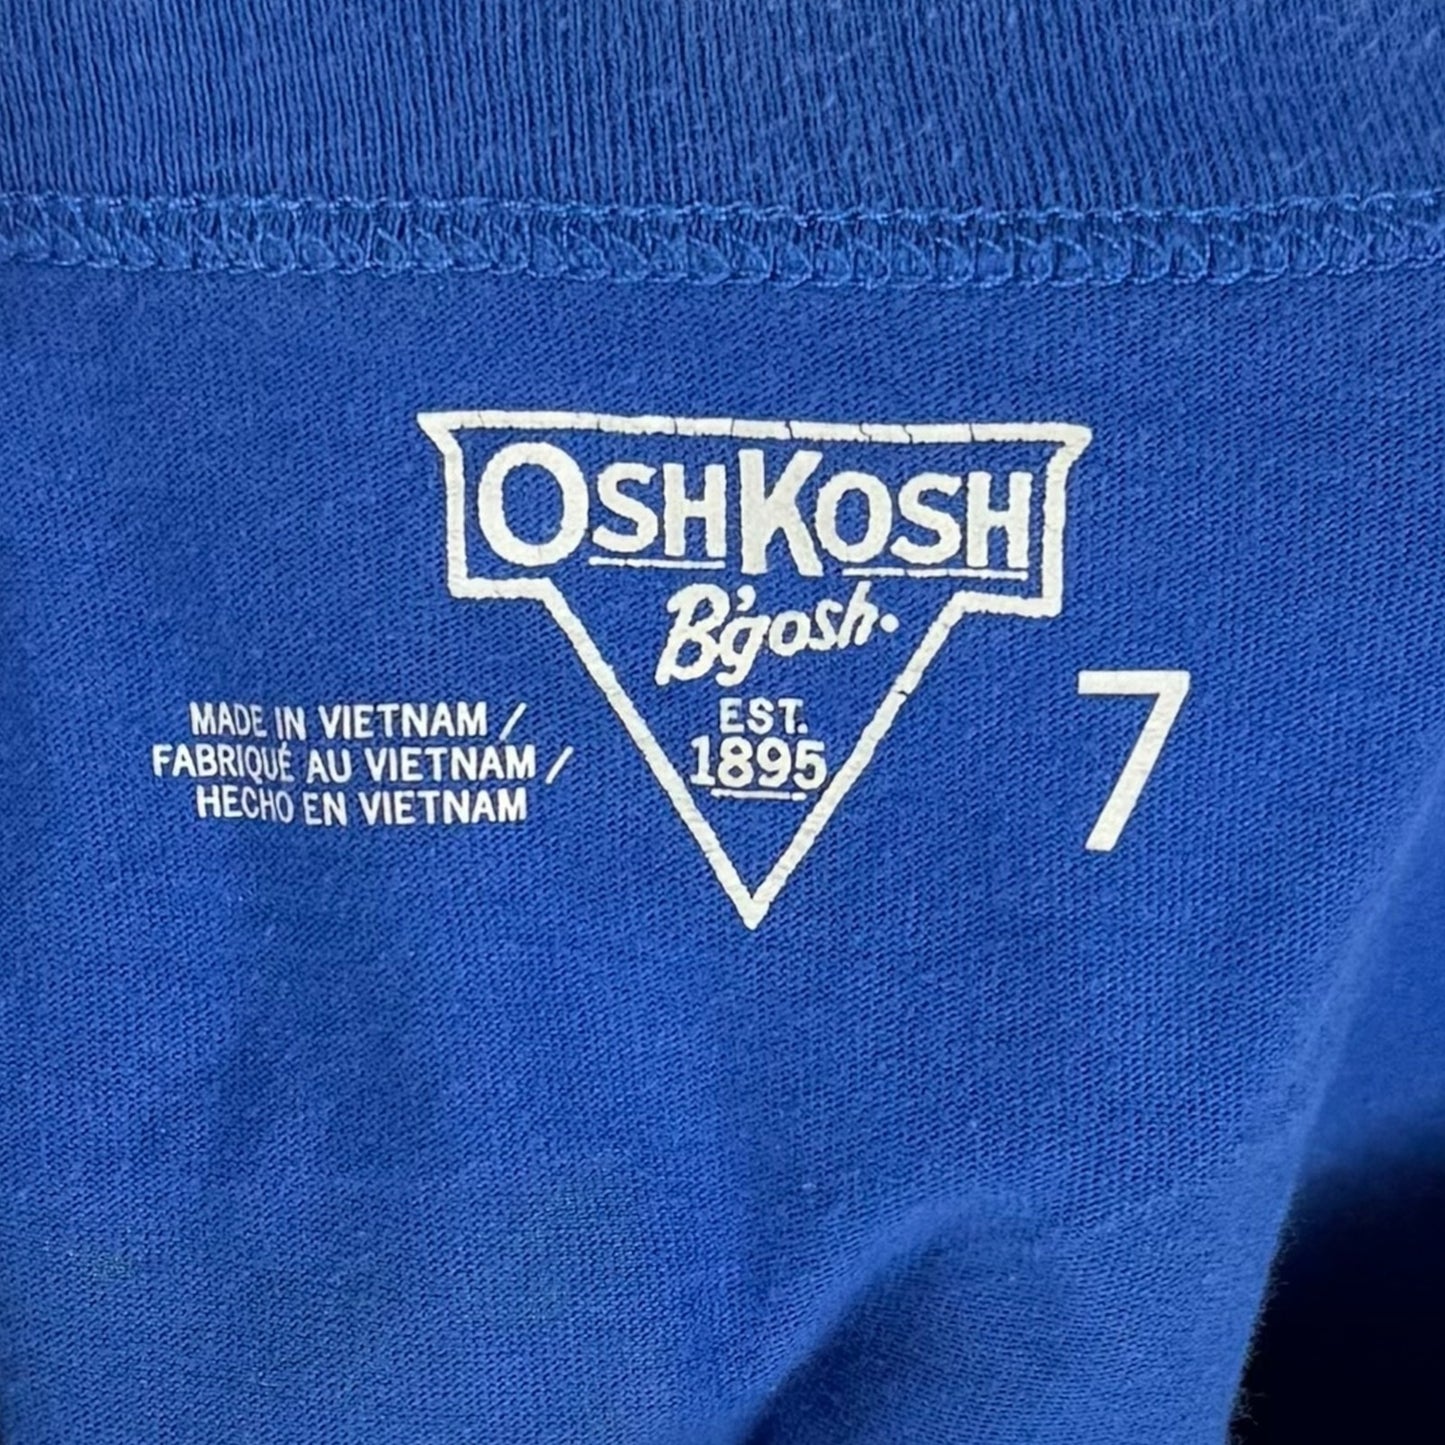 OSHKOSH
B'gosh.
EST.
1895
MADE IN VIETNAM /
FABRIQUÉ AU VIETNAM /
HECHO EN VIETNAM
7